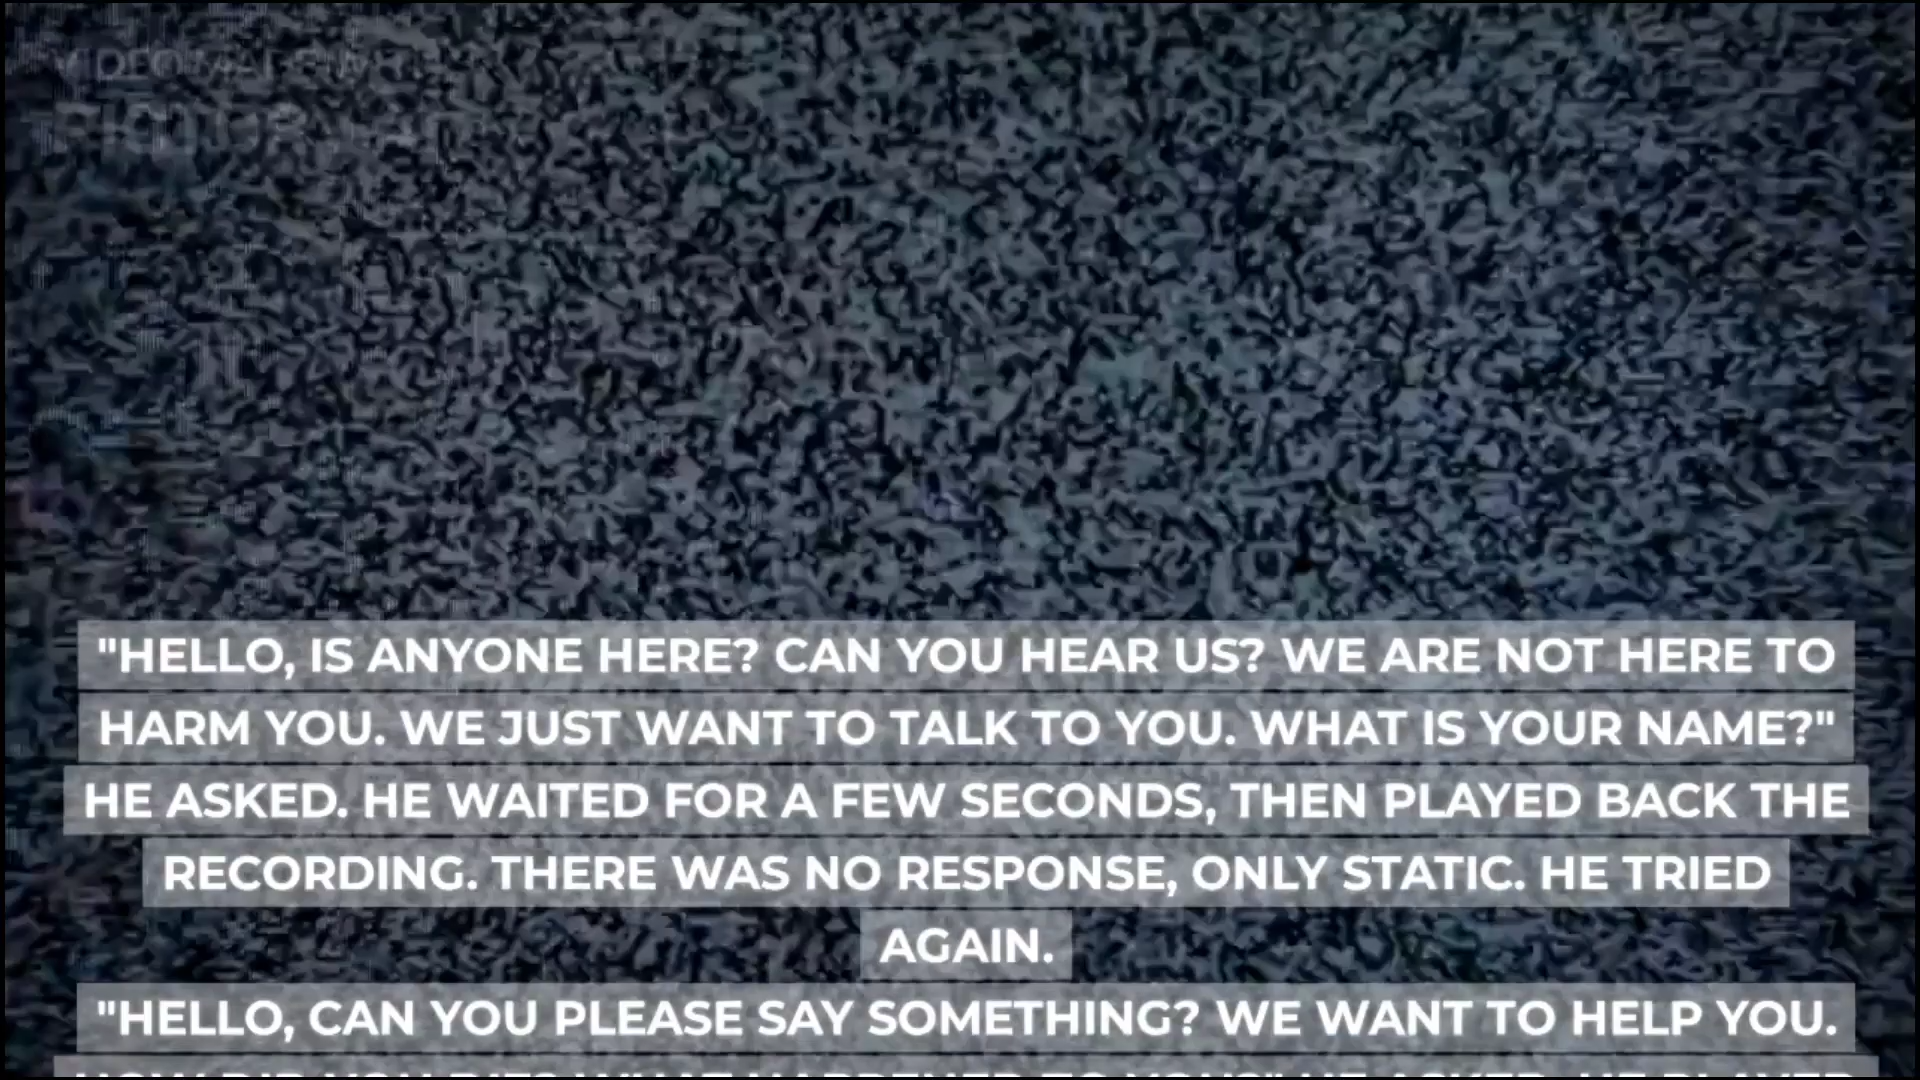 "HELLO, IS ANYONE HERE? CAN YOU HEAR US? WE ARE NOT HERE TO
HARM YOU. WE JUST WANT TO TALK TO YOU. WHAT IS YOUR NAME?"
HE ASKED. HE WAITED FOR A FEW SECONDS, THEN PLAYED BACK THE
RECORDING. THERE WAS NO RESPONSE, ONLY STATIC. HE TRIED
AGAIN.
"HELLO, CAN YOU PLEASE SAY SOMETHING? WE WANT TO HELP YOU.